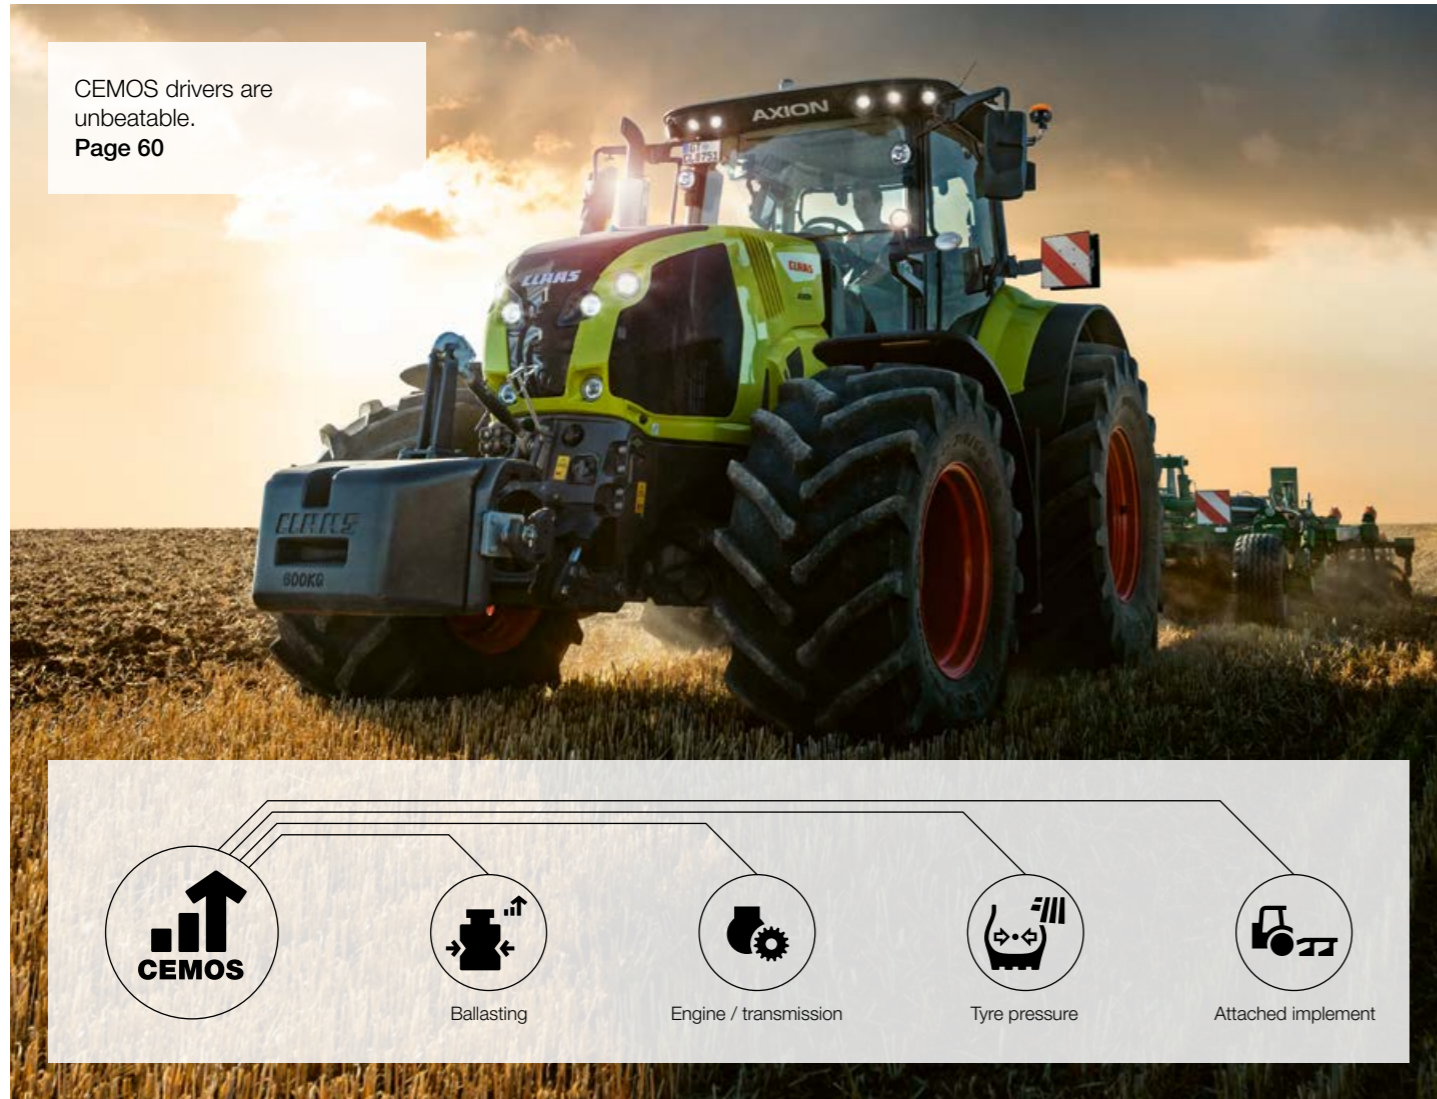 CEMOS drivers are
unbeatable.
Page 60
AXION
CLAAS
CLAAS
CLAAS
600KG
CEMOS
Ballasting
Engine / transmission
Tyre pressure
Attached implement